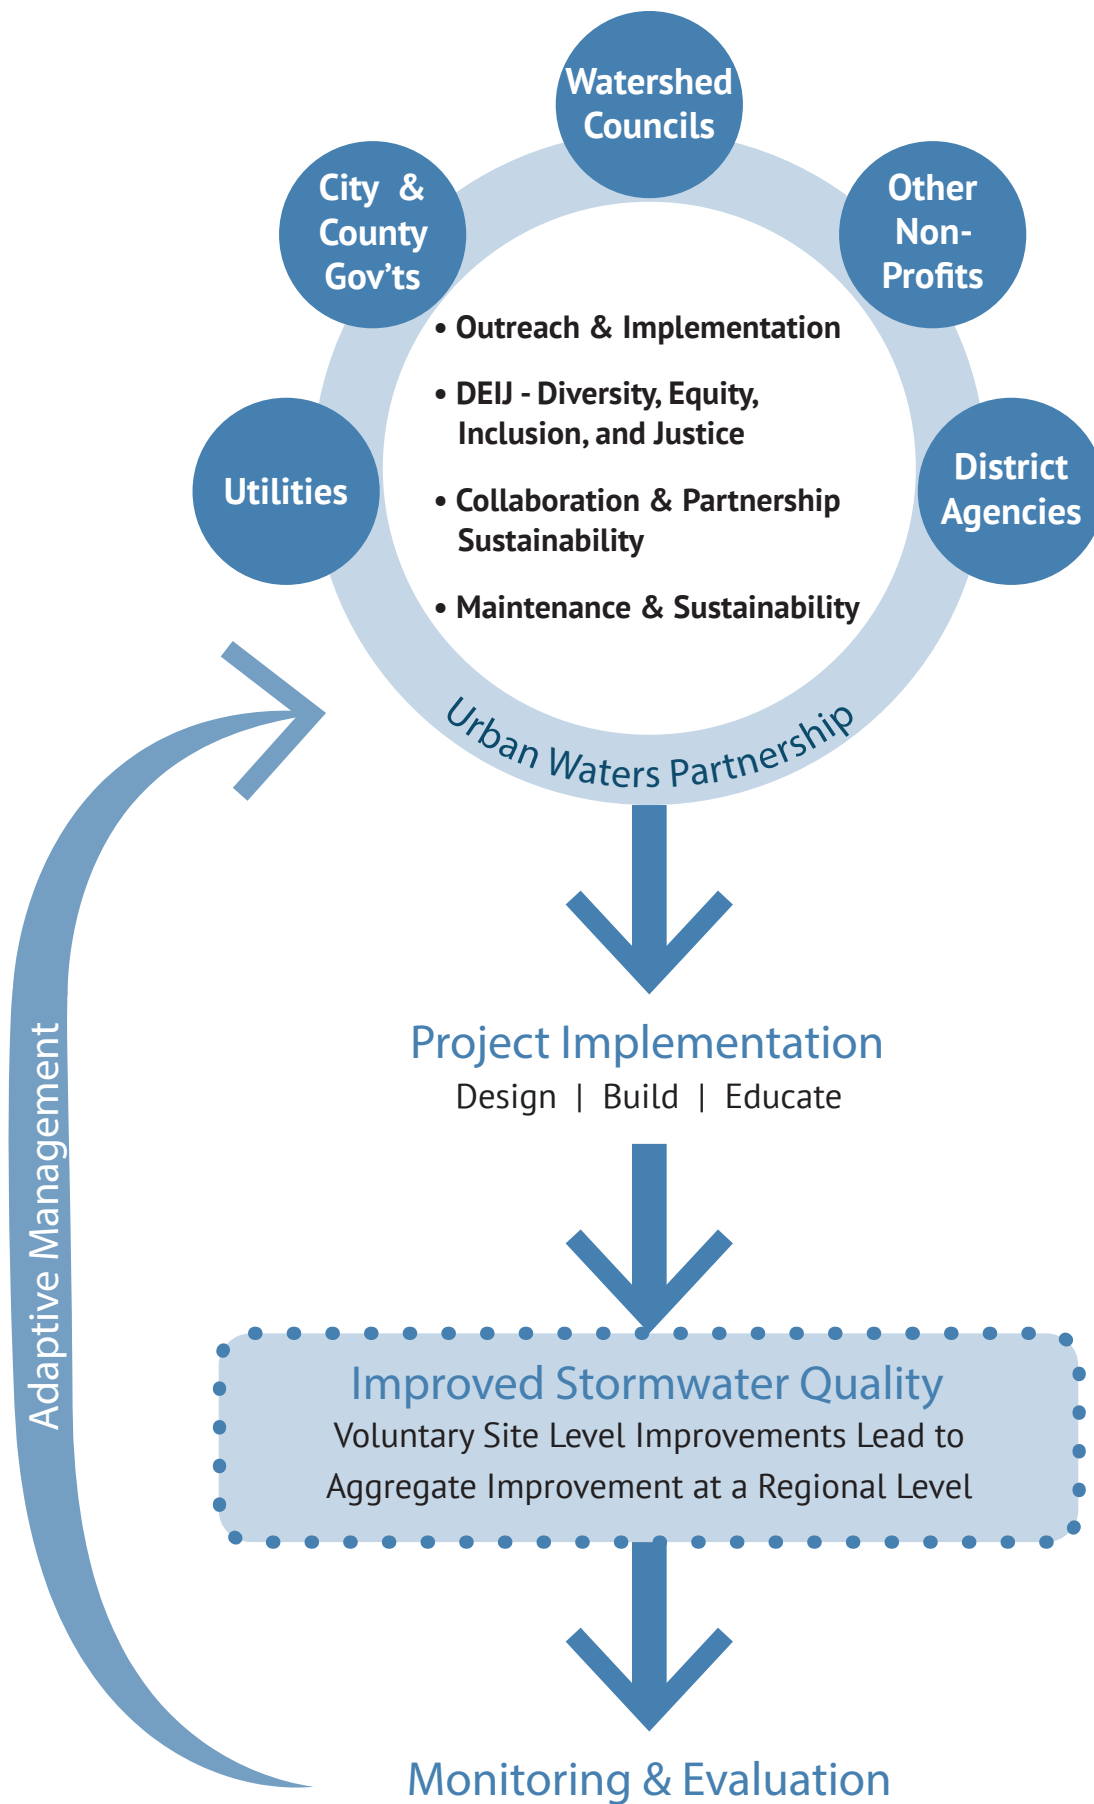 Watershed
Councils
City & 
County
Gov'ts
Other
Non-
Profits
Utilities
District
Agencies
• Outreach & Implementation
• DEIJ - Diversity, Equity,
Inclusion, and Justice
• Collaboration & Partnership
Sustainability
• Maintenance & Sustainability
Urban Waters Partnership
Project Implementation
Design | Build | Educate
Improved Stormwater Quality
Voluntary Site Level Improvements Lead to
Aggregate Improvement at a Regional Level
Monitoring & Evaluation
Adaptive Management